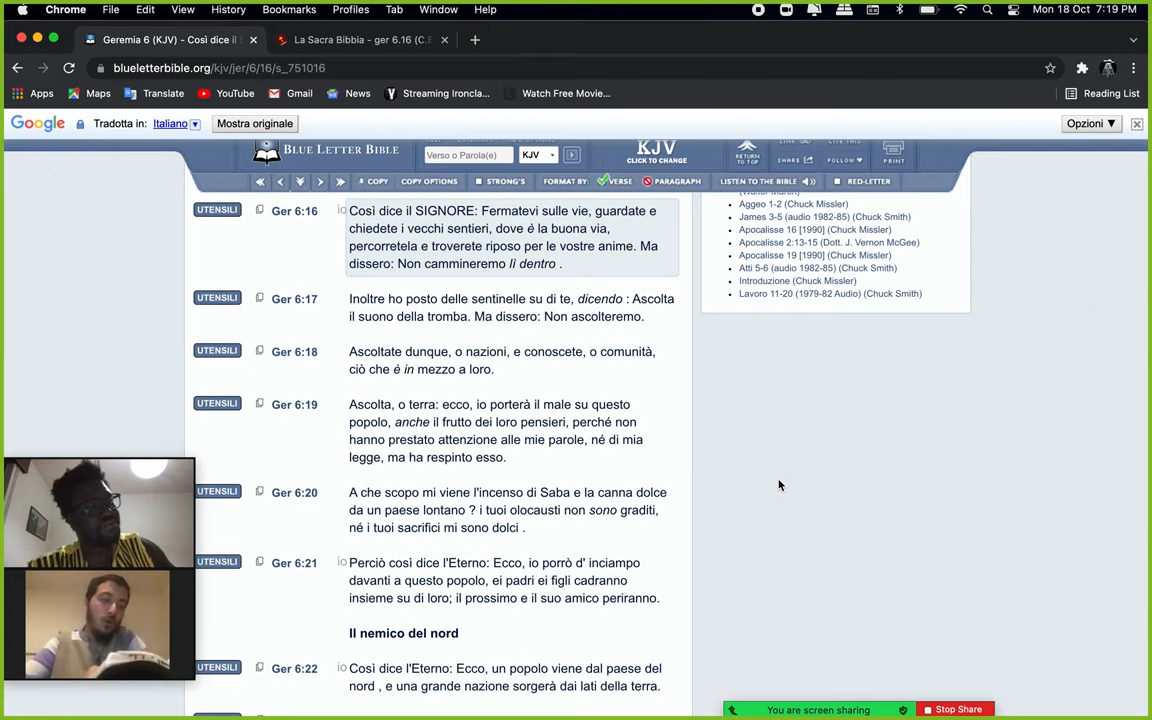 Chrome File Edit View History Bookmarks Profiles Tab Window Help Mon 18 Oct 7:19 PM
Geremia 6 (KJV) - Così dice il La Sacra Bibbia - ger 6.16 (C.E
blueletterbible.org/kjv/jer/6/16/s_751016
Apps Maps Translate YouTube Gmail News Streaming Ironcla... Watch Free Movie... Reading List
Google Tradotta in: Italiano Mostra originale Opzioni ▼
BLUE LETTER BIBLE Verso o Parola(e) KJV KJV
CLICK TO CHANGE RETURN TO TOP SHARE FOLLOW PRINT
COPY COPY OPTIONS STRONG'S FORMAT BY: VERSE PARAGRAPH LISTEN TO THE BIBLE RED-LETTER
UTENSILI Ger 6:16 io Così dice il SIGNORE: Fermatevi sulle vie, guardate e
chiedete i vecchi sentieri, dove è la buona via,
percorretela e troverete riposo per le vostre anime. Ma
dissero: Non cammineremo lì dentro .
UTENSILI Ger 6:17 Inoltre ho posto delle sentinelle su di te, dicendo : Ascolta
il suono della tromba. Ma dissero: Non ascolteremo.
UTENSILI Ger 6:18 Ascoltate dunque, o nazioni, e conoscete, o comunità,
ciò che è in mezzo a loro.
UTENSILI Ger 6:19 Ascolta, o terra: ecco, io porterò il male su questo
popolo, anche il frutto dei loro pensieri, perché non
hanno prestato attenzione alle mie parole, né di mia
legge, ma ha respinto esso.
UTENSILI Ger 6:20 A che scopo mi viene l'incenso di Saba e la canna dolce
da un paese lontano ? i tuoi olocausti non sono graditi,
né i tuoi sacrifici mi sono dolci .
UTENSILI Ger 6:21 io Perciò così dice l'Eterno: Ecco, io porrò d' inciampo
davanti a questo popolo, ei padri ei figli cadranno
insieme su di loro; il prossimo e il suo amico periranno.
Il nemico del nord
UTENSILI Ger 6:22 io Così dice l'Eterno: Ecco, un popolo viene dal paese del
nord , e una grande nazione sorgerà dai lati della terra.
(Walter Martin)
Aggeo 1-2 (Chuck Missler)
James 3-5 (audio 1982-85) (Chuck Smith)
Apocalisse 16 [1990] (Chuck Missler)
Apocalisse 2:13-15 (Dott. J. Vernon McGee)
Apocalisse 19 [1990] (Chuck Missler)
Atti 5-6 (audio 1982-85) (Chuck Smith)
Introduzione (Chuck Missler)
Lavoro 11-20 (1979-82 Audio) (Chuck Smith)
You are screen sharing Stop Share